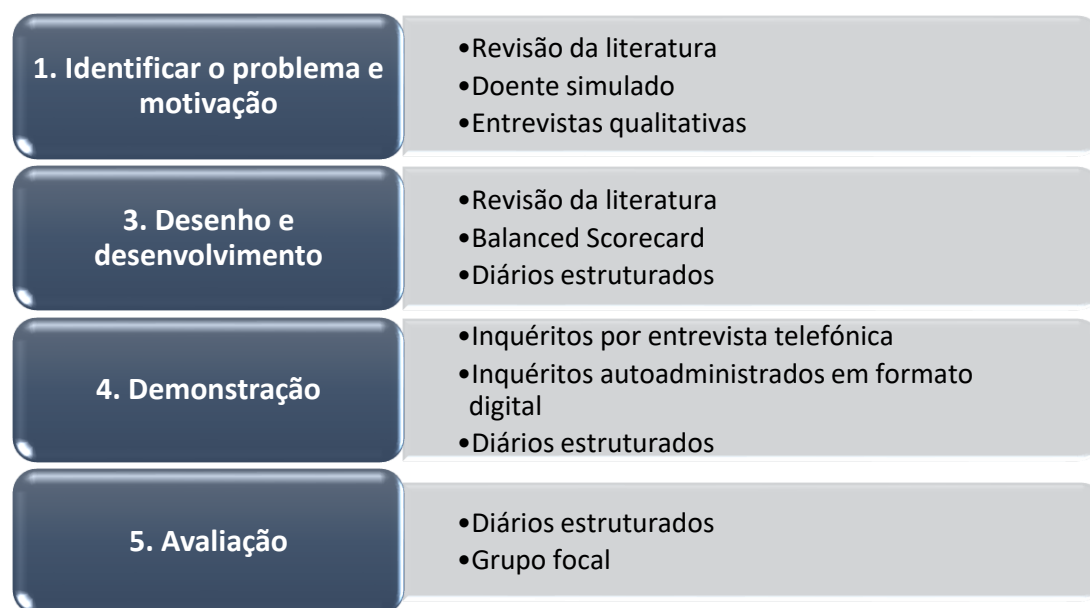 1. Identificar o problema e
motivação
•Revisão da literatura
•Doente simulado
•Entrevistas qualitativas
3. Desenho e
desenvolvimento
•Revisão da literatura
•Balanced Scorecard
•Diários estruturados
4. Demonstração
•Inquéritos por entrevista telefónica
•Inquéritos autoadministrados em formato
digital
•Diários estruturados
5. Avaliação
•Diários estruturados
•Grupo focal